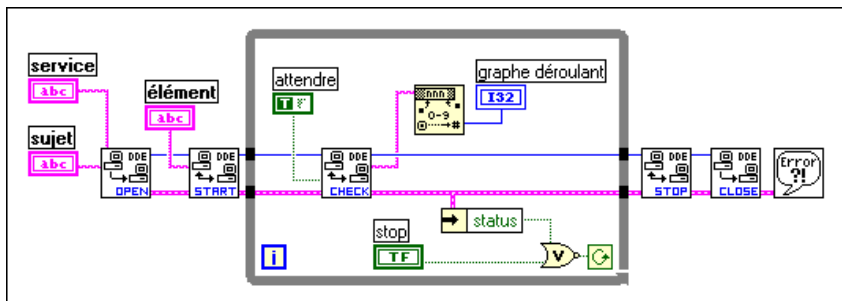 service
abc
élément
abc
sujet
abc
DDE
OPEN
DDE
START
attendre
T F
DDE
CHECK
nnn
0-9
#
graphe déroulant
I32
status
stop
TF
V
i
DDE
STOP
DDE
CLOSE
Error
?!